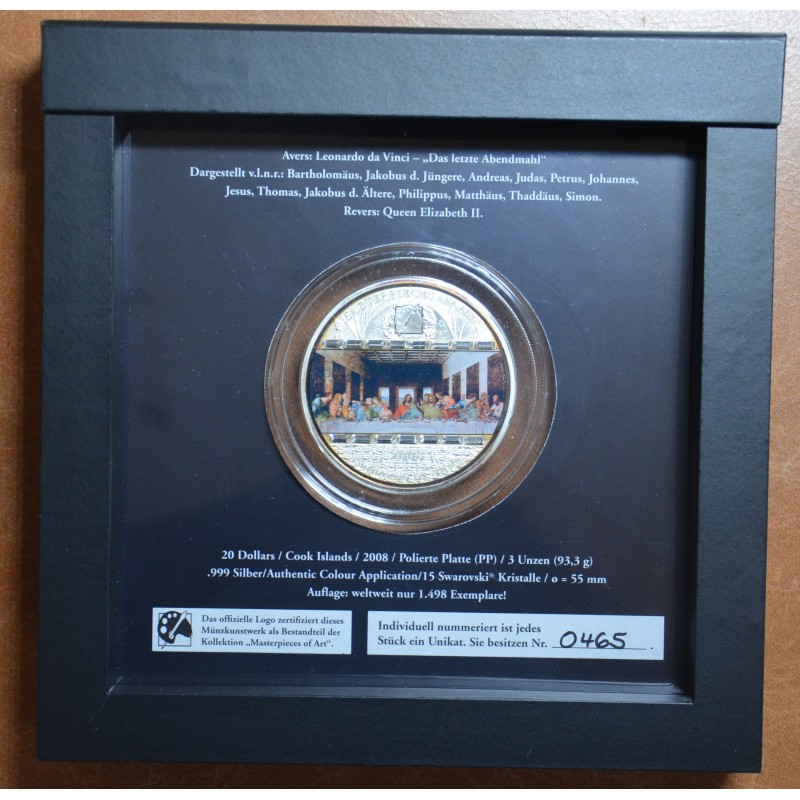 Avers: Leonardo da Vinci – „Das letzte Abendmahl"
Dargestellt v.l.n.r.: Bartholomäus, Jakobus d. Jüngere, Andreas, Judas, Petrus, Johannes,
Jesus, Thomas, Jakobus d. Ältere, Philippus, Matthäus, Thaddäus, Simon.
Revers: Queen Elizabeth II.
20 Dollars / Cook Islands / 2008 / Polierte Platte (PP) / 3 Unzen (93,3 g)
.999 Silber/Authentic Colour Application/15 Swarovski® Kristalle / ø = 55 mm
Auflage: weltweit nur 1.498 Exemplare!
Das offizielle Logo zertifiziert dieses
Münzkunstwerk als Bestandteil der
Kollektion „Masterpieces of Art".
Individuell nummeriert ist jedes
Stück ein Unikat. Sie besitzen Nr. 0465.